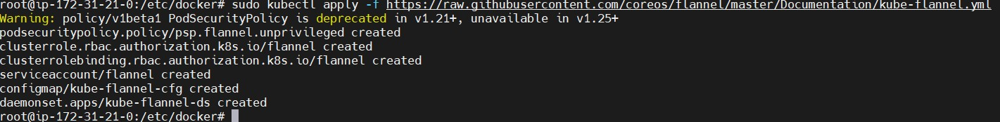 root@ip-172-31-21-0:/etc/docker# sudo kubectl apply -f https://raw.githubusercontent.com/coreos/flannel/master/Documentation/kube-flannel.yml
Warning: policy/v1beta1 PodSecurityPolicy is deprecated in v1.21+, unavailable in v1.25+
podsecuritypolicy.policy/psp.flannel.unprivileged created
clusterrole.rbac.authorization.k8s.io/flannel created
clusterrolebinding.rbac.authorization.k8s.io/flannel created
serviceaccount/flannel created
configmap/kube-flannel-cfg created
daemonset.apps/kube-flannel-ds created
root@ip-172-31-21-0:/etc/docker#